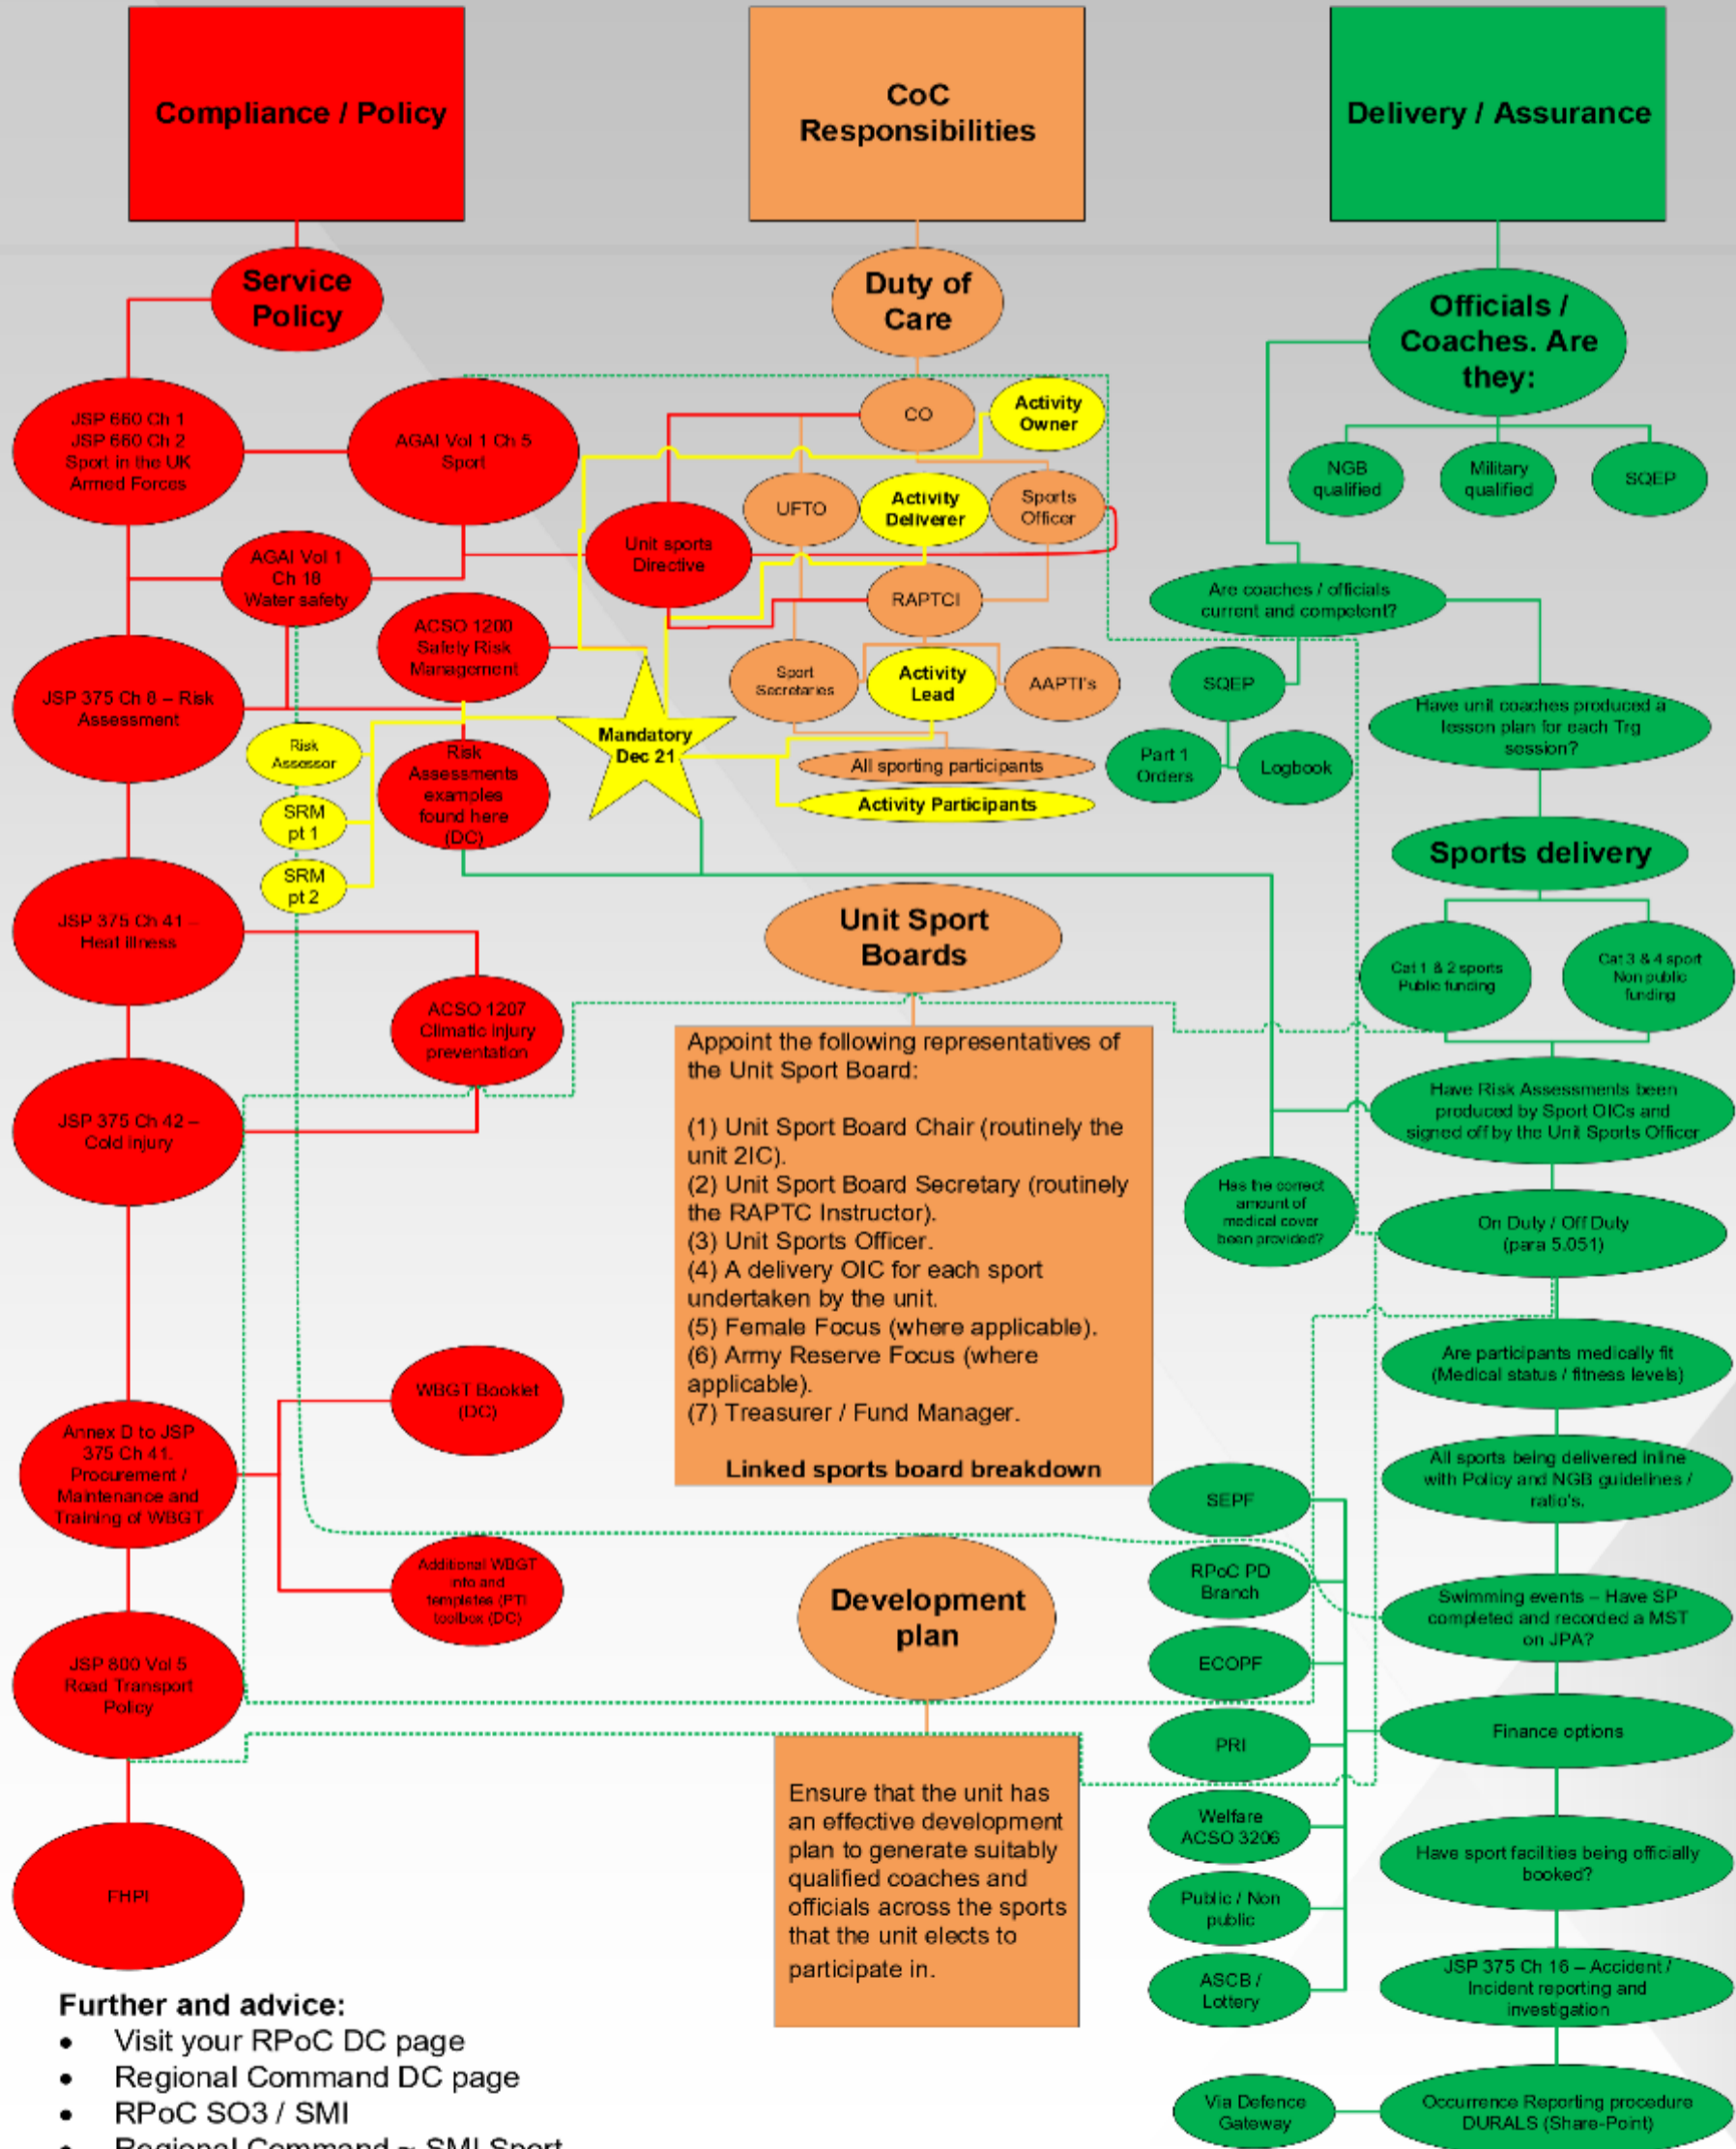 Compliance / Policy
CoC
Responsibilities
Delivery / Assurance
Service
Policy
JSP 660 Ch 1
JSP 660 Ch 2
Sport in the UK
Armed Forces
AGAI Vol 1 Ch 5
Sport
AGAI Vol 1
Ch 18
Water safety
ACSO 1200
Safety Risk
Management
JSP 375 Ch 8 – Risk
Assessment
Risk
Assessor
SRM
pt 1
SRM
pt 2
Risk
Assessments
examples
found here
(DC)
JSP 375 Ch 41 –
Heat illness
ACSO 1207
Climatic injury
preventation
JSP 375 Ch 42 –
Cold injury
WBGT Booklet
(DC)
Annex D to JSP
375 Ch 41.
Procurement /
Maintenance and
Training of WBGT
Additional WBGT
info and
templates (PTI
toolbox (DC)
JSP 800 Vol 5
Road Transport
Policy
FHPI
Further and advice:
• Visit your RPoC DC page
• Regional Command DC page
• RPoC SO3 / SMI
• Regional Command ~ SMI Sport
Duty of
Care
CO
Activity
Owner
UFTO
Activity
Deliverer
Sports
Officer
Unit sports
Directive
RAPTCI
Sport
Secretaries
Activity
Lead
AAPTI's
Mandatory
Dec 21
All sporting participants
Activity Participants
Unit Sport
Boards
Appoint the following representatives of
the Unit Sport Board:
(1) Unit Sport Board Chair (routinely the
unit 2IC).
(2) Unit Sport Board Secretary (routinely
the RAPTC Instructor).
(3) Unit Sports Officer.
(4) A delivery OIC for each sport
undertaken by the unit.
(5) Female Focus (where applicable).
(6) Army Reserve Focus (where
applicable).
(7) Treasurer / Fund Manager.
Linked sports board breakdown
Development
plan
Ensure that the unit has
an effective development
plan to generate suitably
qualified coaches and
officials across the sports
that the unit elects to
participate in.
Officials /
Coaches. Are
they:
NGB
qualified
Military
qualified
SQEP
Are coaches / officials
current and competent?
SQEP
Part 1
Orders
Logbook
Have unit coaches produced a
lesson plan for each Trg
session?
Sports delivery
Cat 1 & 2 sports
Public funding
Cat 3 & 4 sport
Non public
funding
Have Risk Assessments been
produced by Sport OICs and
signed off by the Unit Sports Officer
Has the correct
amount of
medical cover
been provided?
On Duty / Off Duty
(para 5.051)
Are participants medically fit
(Medical status / fitness levels)
All sports being delivered inline
with Policy and NGB guidelines /
ratio's.
Swimming events – Have SP
completed and recorded a MST
on JPA?
Finance options
SEPF
RPoC PD
Branch
ECOPF
PRI
Welfare
ACSO 3206
Public / Non
public
ASCB /
Lottery
Have sport facilities being officially
booked?
JSP 375 Ch 16 – Accident /
Incident reporting and
investigation
Via Defence
Gateway
Occurrence Reporting procedure
DURALS (Share-Point)